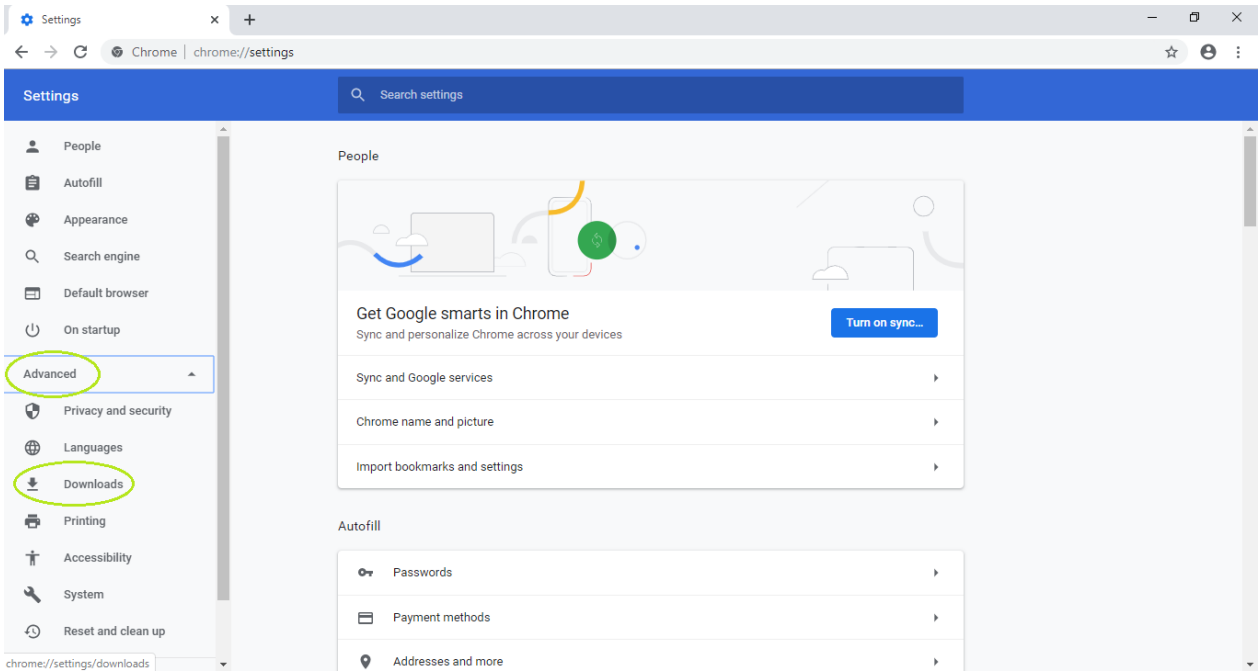 Settings
Chrome | chrome://settings
Settings
Search settings
People
Autofill
Appearance
Search engine
Default browser
On startup
Advanced
Privacy and security
Languages
Downloads
Printing
Accessibility
System
Reset and clean up
chrome://settings/downloads
People
Get Google smarts in Chrome
Sync and personalize Chrome across your devices
Turn on sync...
Sync and Google services
Chrome name and picture
Import bookmarks and settings
Autofill
Passwords
Payment methods
Addresses and more